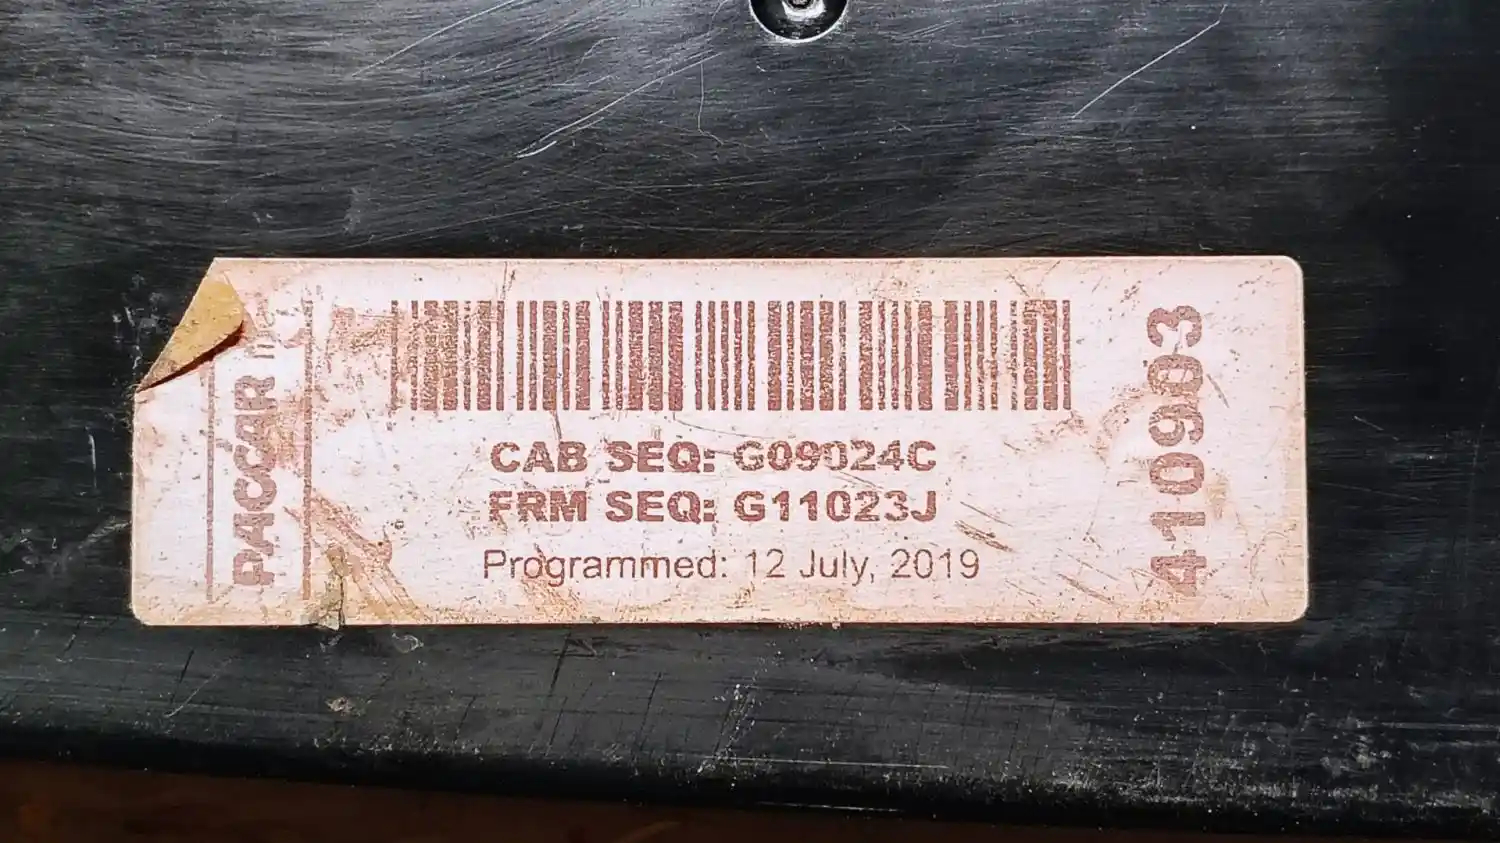 PACCAR
CAB SEQ: G09024C
FRM SEQ: G11023J
Programmed: 12 July, 2019
410903